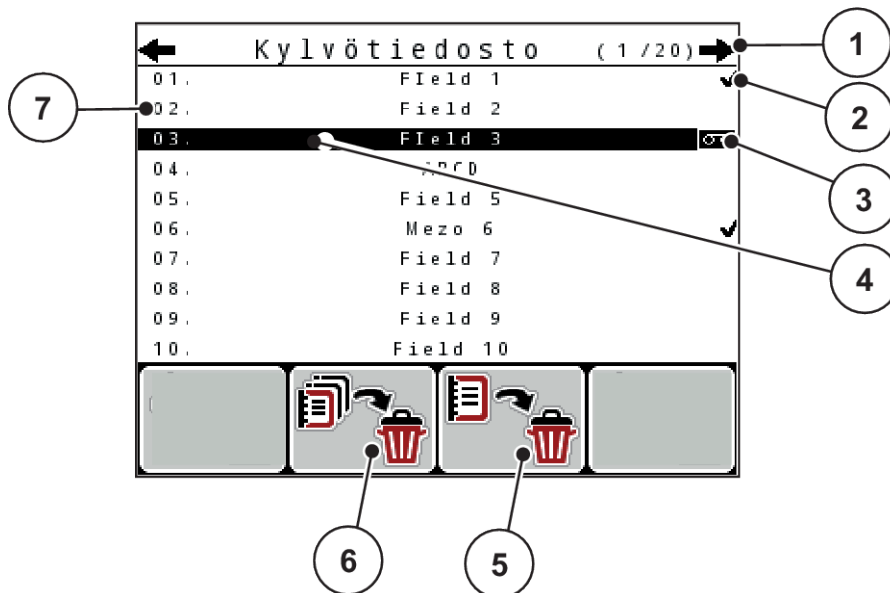 Kylvötiedosto (1/20)
01. FIeld 1
02. Field 2
03. FIeld 3
04. ABCD
05. Field 5
06. Mezo 6
07. Field 7
08. Field 8
09. Field 9
10. Field 10
1
2
3
4
5
6
7